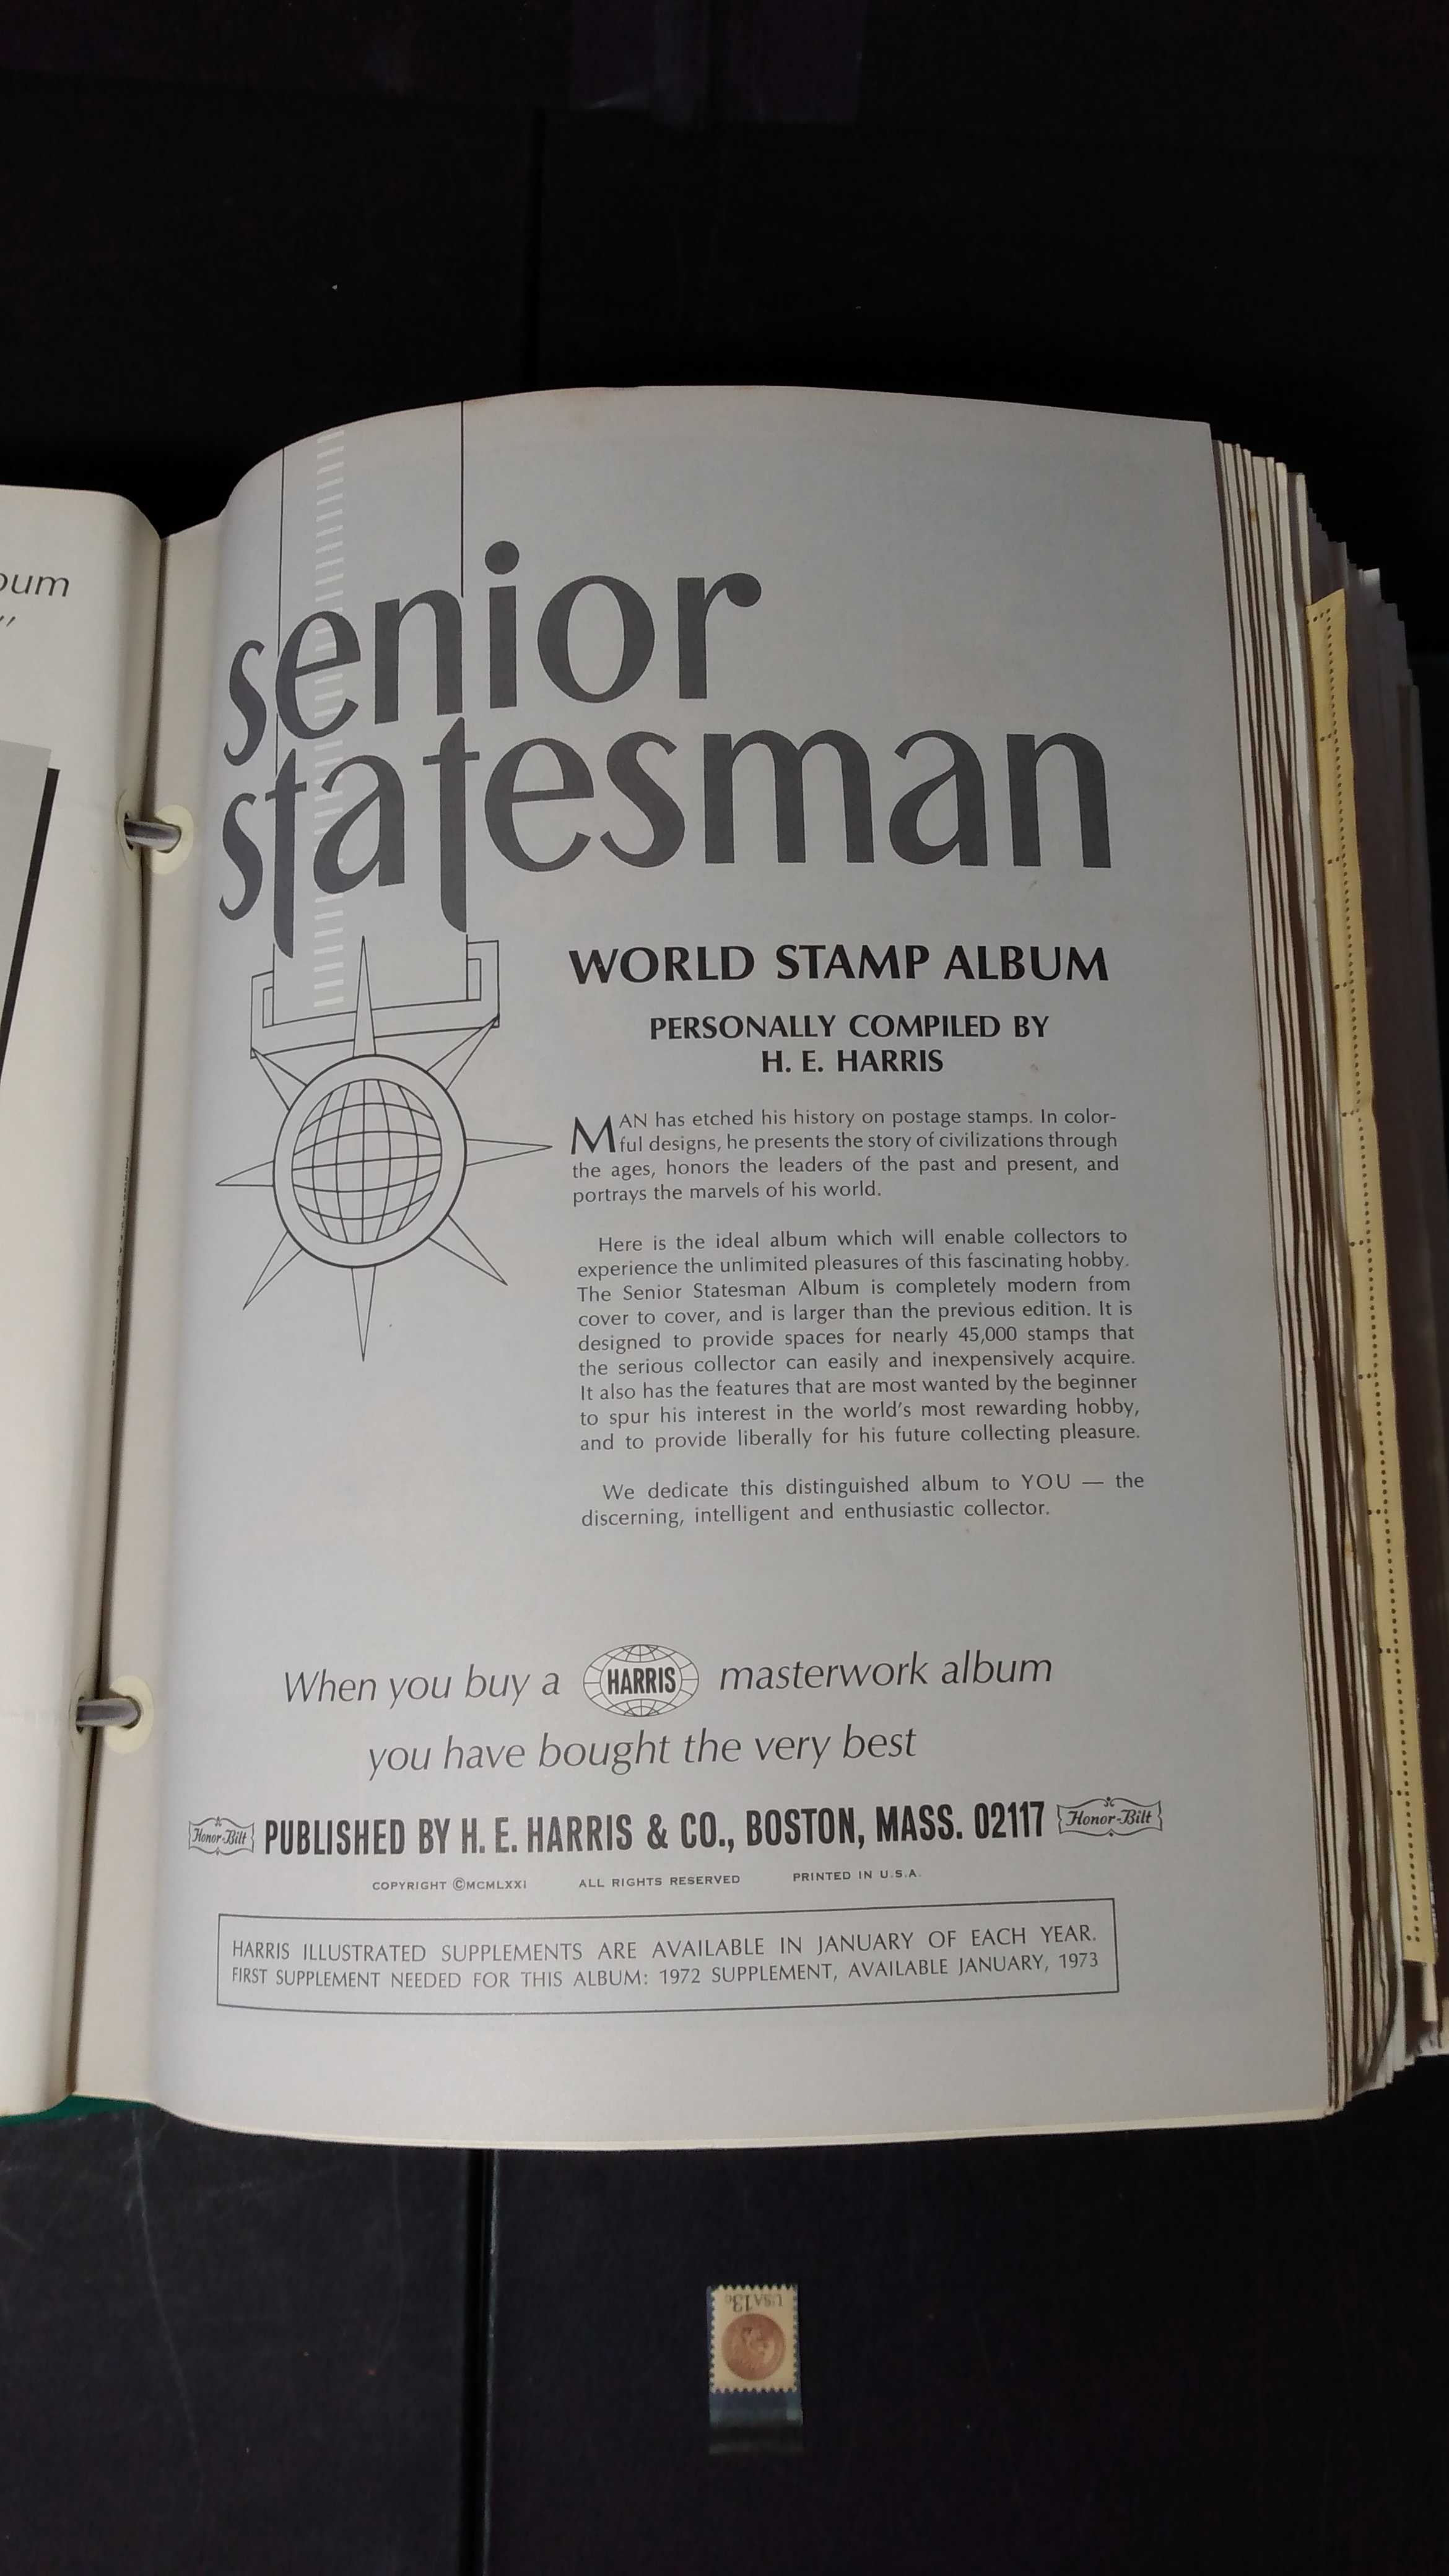 oum
"
senior
statesman
WORLD STAMP ALBUM
PERSONALLY COMPILED BY
H. E. HARRIS
MAN has etched his history on postage stamps. In color-
ful designs, he presents the story of civilizations through
the ages, honors the leaders of the past and present, and
portrays the marvels of his world.
Here is the ideal album which will enable collectors to
experience the unlimited pleasures of this fascinating hobby.
The Senior Statesman Album is completely modern from
cover to cover, and is larger than the previous edition. It is
designed to provide spaces for nearly 45,000 stamps that
the serious collector can easily and inexpensively acquire.
It also has the features that are most wanted by the beginner
to spur his interest in the world's most rewarding hobby,
and to provide liberally for his future collecting pleasure.
We dedicate this distinguished album to YOU — the
discerning, intelligent and enthusiastic collector.
When you buy a HARRIS masterwork album
you have bought the very best
Honor-Bilt PUBLISHED BY H. E. HARRIS & CO., BOSTON, MASS. 02117 Honor-Bilt
COPYRIGHT ©MCMLXXI ALL RIGHTS RESERVED PRINTED IN U.S.A.
HARRIS ILLUSTRATED SUPPLEMENTS ARE AVAILABLE IN JANUARY OF EACH YEAR.
FIRST SUPPLEMENT NEEDED FOR THIS ALBUM: 1972 SUPPLEMENT, AVAILABLE JANUARY, 1973
USA13c